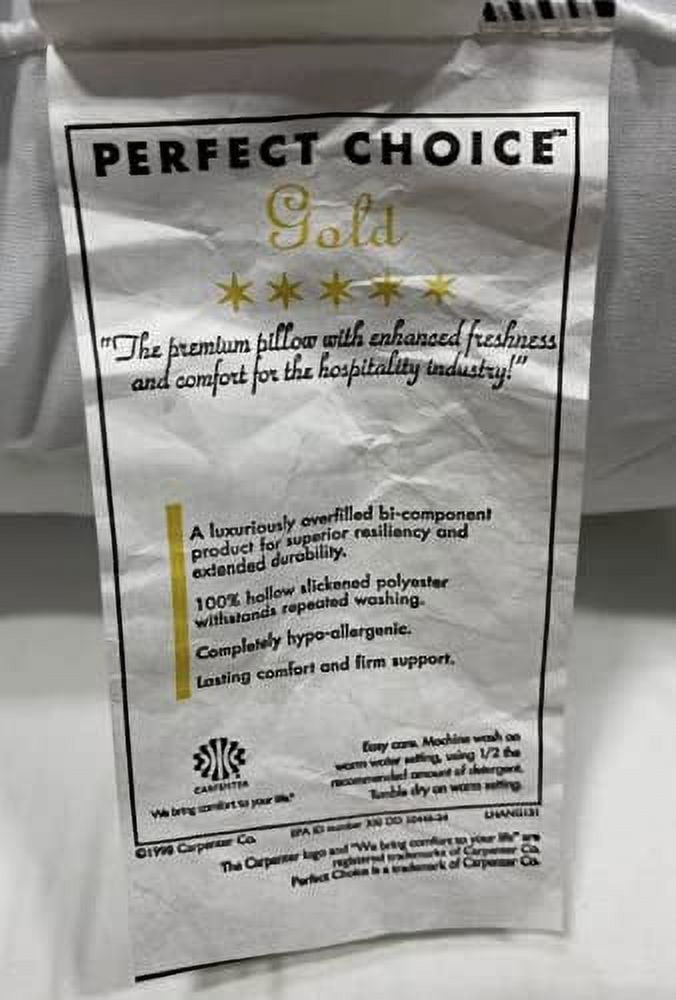 PERFECT CHOICE™
Gold
"The premium pillow with enhanced freshness
and comfort for the hospitality industry!"
A luxuriously overfilled bi-component
product for superior resiliency and
extended durability.
100% hollow slickened polyester
withstands repeated washing.
Completely hypo-allergenic.
Lasting comfort and firm support.
CARPENTER
We bring comfort to your life"
Easy care. Machine wash on
warm water setting, using 1/2 the
recommended amount of detergent.
Tumble dry on warm setting.
©1998 Carpenter Co.
EPA ID number
The Carpenter logo and "We bring comfort to your life" are
registered trademarks of Carpenter Co.
Perfect Choice is a trademark of Carpenter Co.